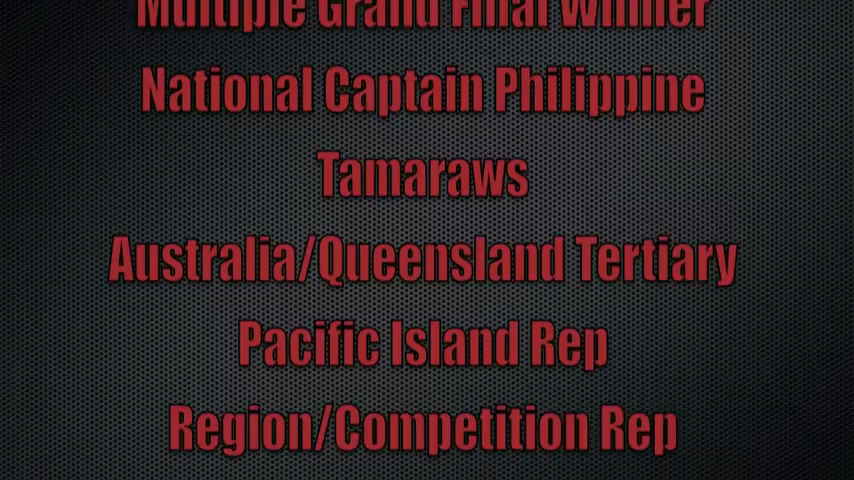 Multiple Grand Final Winner
National Captain Philippine
Tamaraws
Australia/Queensland Tertiary
Pacific Island Rep
Region/Competition Rep